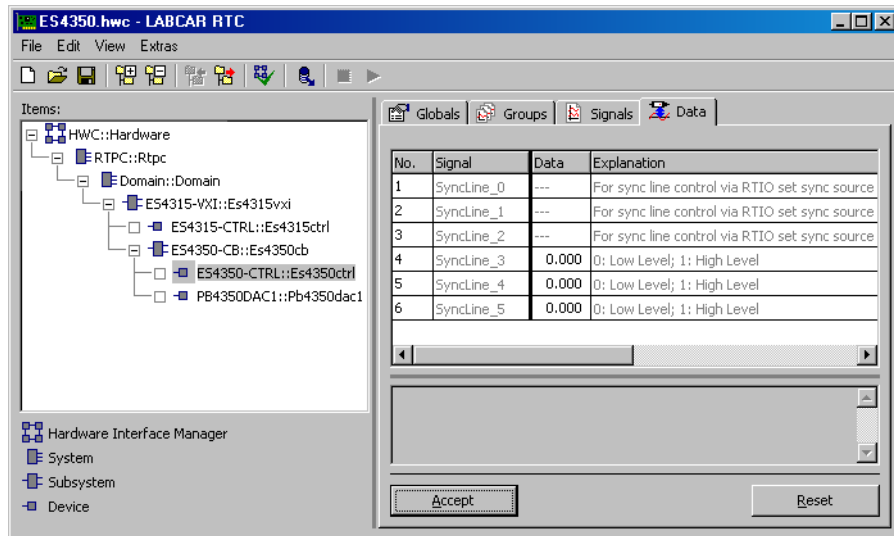 ES4350.hwc - LABCAR RTC
File Edit View Extras
Items:
HWC::Hardware
RTPC::Rtpc
Domain::Domain
ES4315-VXI::Es4315vxi
ES4315-CTRL::Es4315ctrl
ES4350-CB::Es4350cb
ES4350-CTRL::Es4350ctrl
PB4350DAC1::Pb4350dac1
Hardware Interface Manager
System
Subsystem
Device
Globals Groups Signals Data
No. Signal Data Explanation
1 SyncLine_0 --- For sync line control via RTIO set sync source
2 SyncLine_1 --- For sync line control via RTIO set sync source
3 SyncLine_2 --- For sync line control via RTIO set sync source
4 SyncLine_3 0.000 0: Low Level; 1: High Level
5 SyncLine_4 0.000 0: Low Level; 1: High Level
6 SyncLine_5 0.000 0: Low Level; 1: High Level
Accept Reset